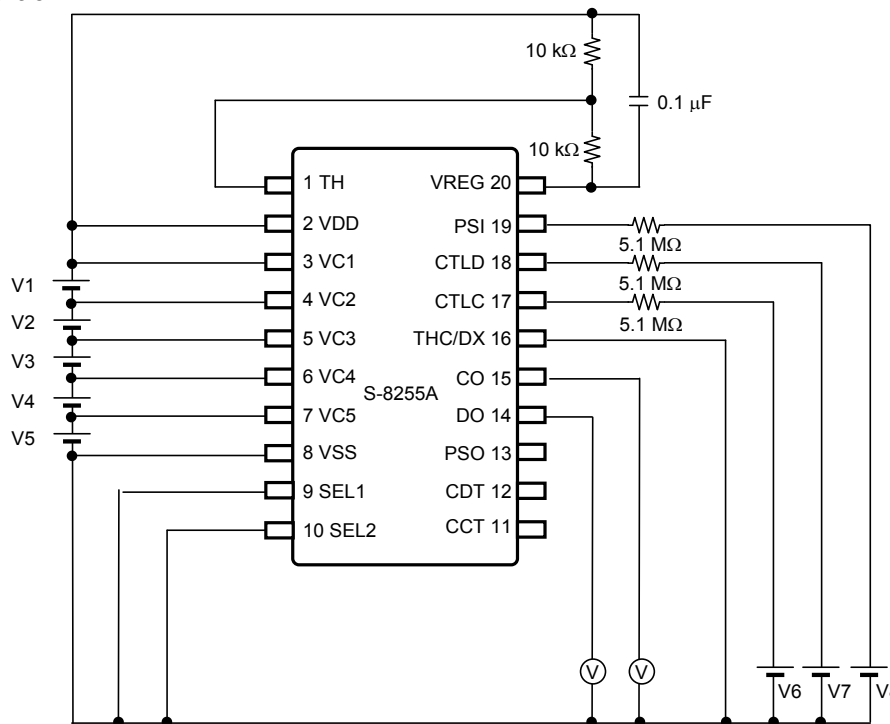 10 kΩ
0.1 μF
10 kΩ
1 TH
VREG 20
2 VDD
PSI 19
5.1 MΩ
3 VC1
CTLD 18
5.1 MΩ
V1
4 VC2
CTLC 17
5.1 MΩ
V2
5 VC3
THC/DX 16
V3
6 VC4
CO 15
S-8255A
V4
7 VC5
DO 14
V5
8 VSS
PSO 13
9 SEL1
CDT 12
10 SEL2
CCT 11
V
V
V6
V7